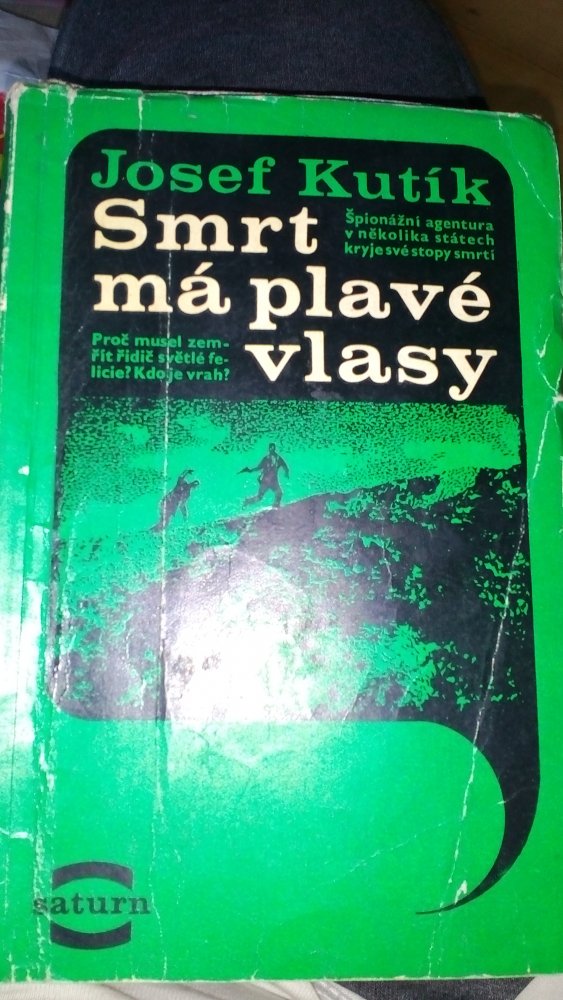 Josef Kutík
Smrt
má plavé
vlasy
Špionážní agentura
v několika státech
kryje své stopy smrtí
Proč musel zem-
řít řidič světlé fe-
licie? Kdo je vrah?
saturn